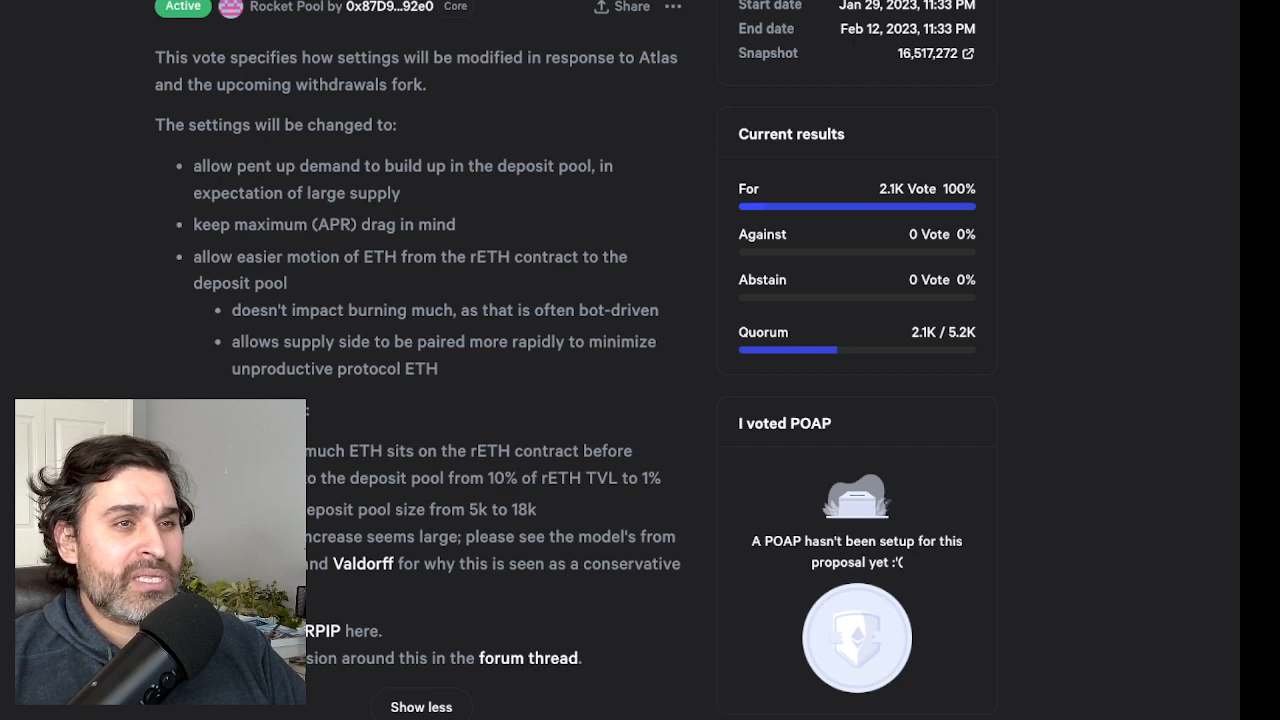 Active
Rocket Pool by 0x87D9...92e0
Core
Share
This vote specifies how settings will be modified in response to Atlas
and the upcoming withdrawals fork.
The settings will be changed to:
• allow pent up demand to build up in the deposit pool, in
expectation of large supply
• keep maximum (APR) drag in mind
• allow easier motion of ETH from the rETH contract to the
deposit pool
• doesn't impact burning much, as that is often bot-driven
• allows supply side to be paired more rapidly to minimize
unproductive protocol ETH
:
much ETH sits on the rETH contract before
to the deposit pool from 10% of rETH TVL to 1%
eposit pool size from 5k to 18k
ncrease seems large; please see the model's from
and Valdorff for why this is seen as a conservative
RPIP here.
sion around this in the forum thread.
Show less
Start date Jan 29, 2023, 11:33 PM
End date Feb 12, 2023, 11:33 PM
Snapshot 16,517,272
Current results
For 2.1K Vote 100%
Against 0 Vote 0%
Abstain 0 Vote 0%
Quorum 2.1K / 5.2K
I voted POAP
A POAP hasn't been setup for this
proposal yet :'(